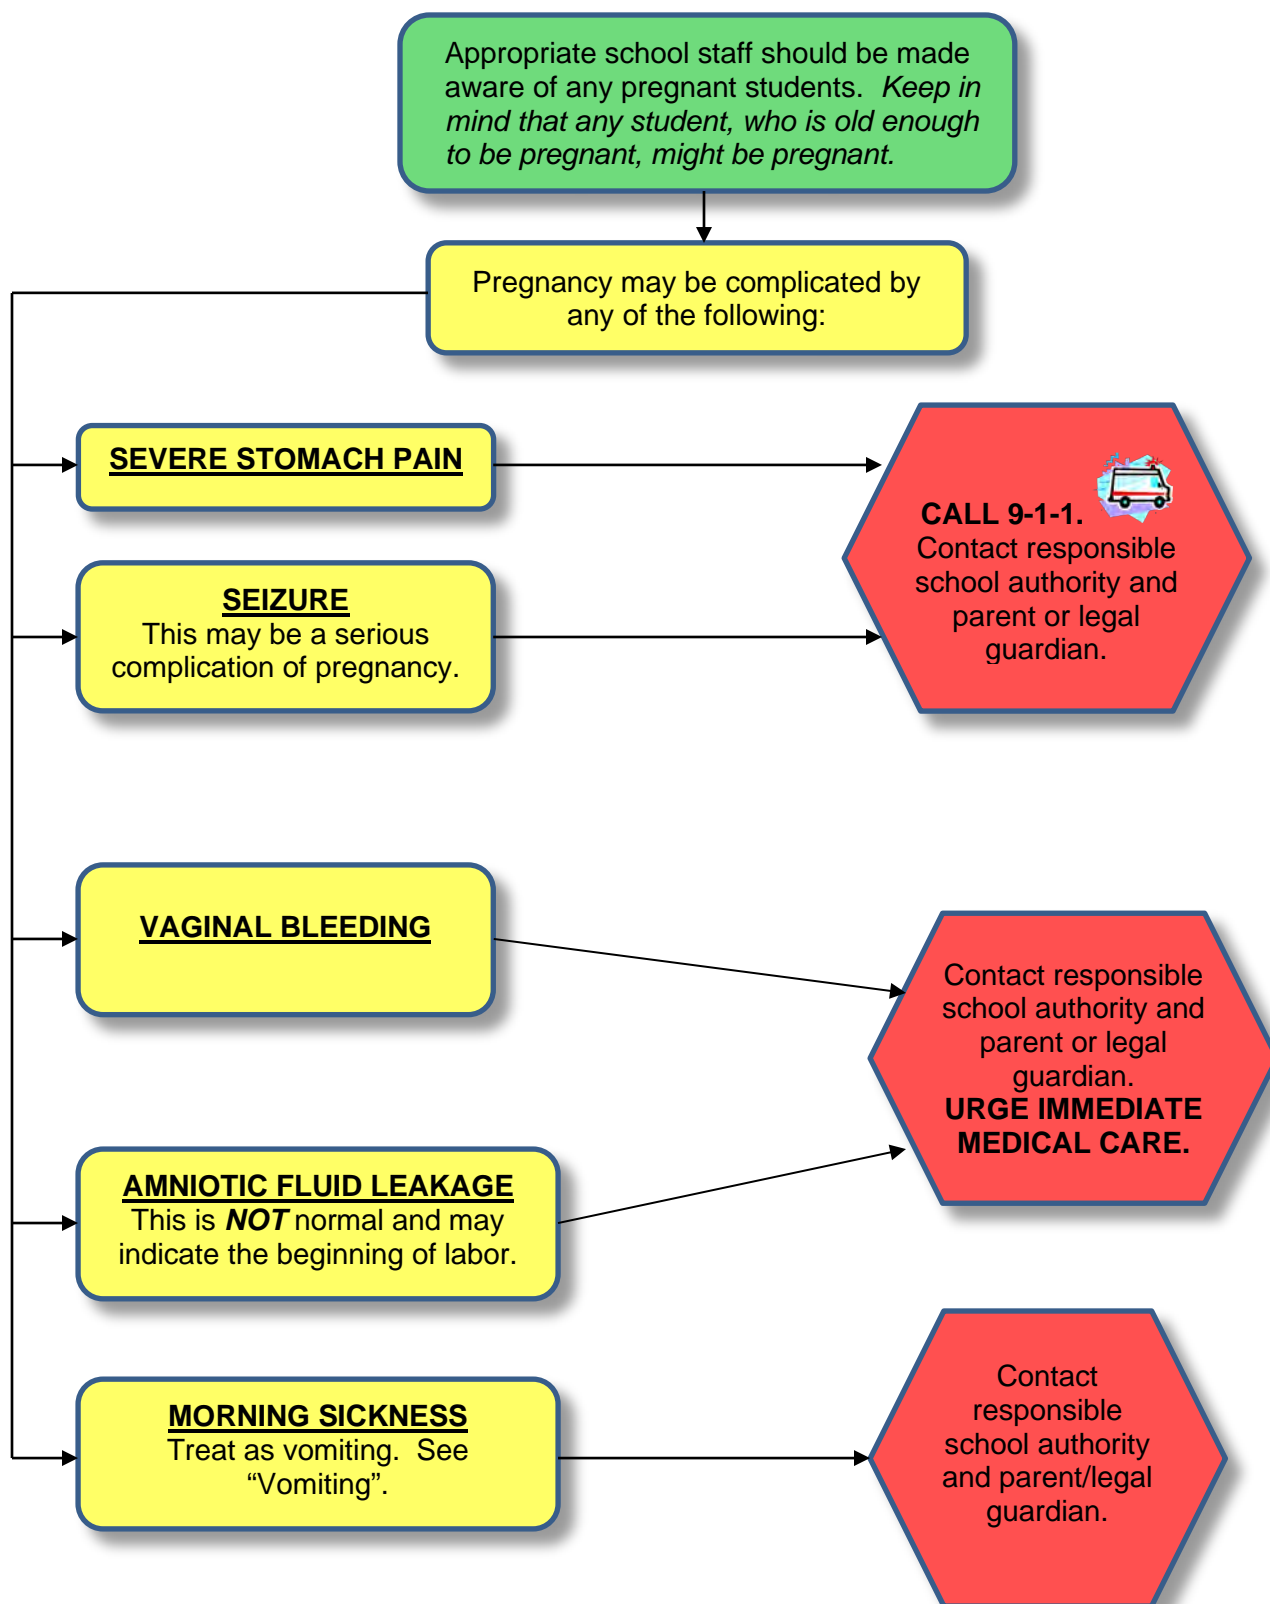 Appropriate school staff should be made
aware of any pregnant students.  Keep in
mind that any student, who is old enough
to be pregnant, might be pregnant.
Pregnancy may be complicated by
any of the following:
SEVERE STOMACH PAIN
CALL 9-1-1.
Contact responsible
school authority and
parent or legal
guardian.
SEIZURE
This may be a serious
complication of pregnancy.
VAGINAL BLEEDING
Contact responsible
school authority and
parent or legal
guardian.
URGE IMMEDIATE
MEDICAL CARE.
AMNIOTIC FLUID LEAKAGE
This is NOT normal and may
indicate the beginning of labor.
MORNING SICKNESS
Treat as vomiting.  See
“Vomiting”.
Contact
responsible
school authority
and parent/legal
guardian.